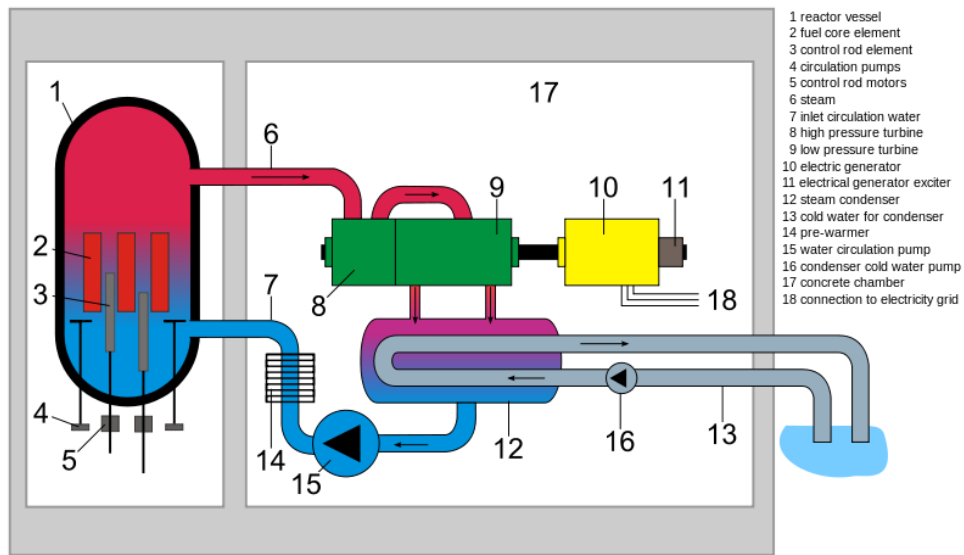 1 reactor vessel
2 fuel core element
3 control rod element
4 circulation pumps
5 control rod motors
6 steam
7 inlet circulation water
8 high pressure turbine
9 low pressure turbine
10 electric generator
11 electrical generator exciter
12 steam condenser
13 cold water for condenser
14 pre-warmer
15 water circulation pump
16 condenser cold water pump
17 concrete chamber
18 connection to electricity grid
1
17
6
9
10
11
2
3
7
8
18
4
5
14
15
12
16
13